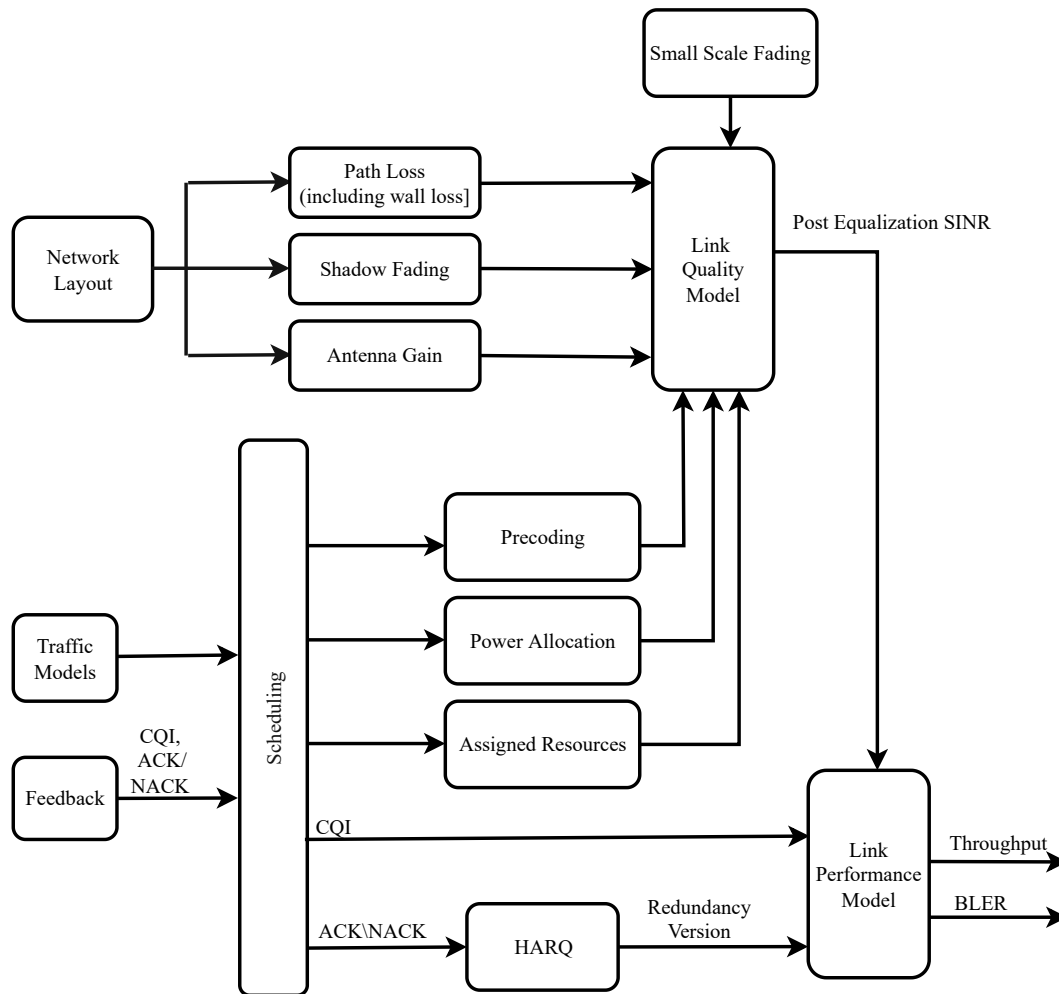 Small Scale Fading
Path Loss
(including wall loss]
Post Equalization SINR
Network
Layout
Shadow Fading
Link
Quality
Model
Antenna Gain
Precoding
Traffic
Models
Power Allocation
Scheduling
CQI,
ACK/
NACK
Feedback
Assigned Resources
CQI
Link
Performance
Model
Throughput
BLER
ACK\NACK
HARQ
Redundancy
Version